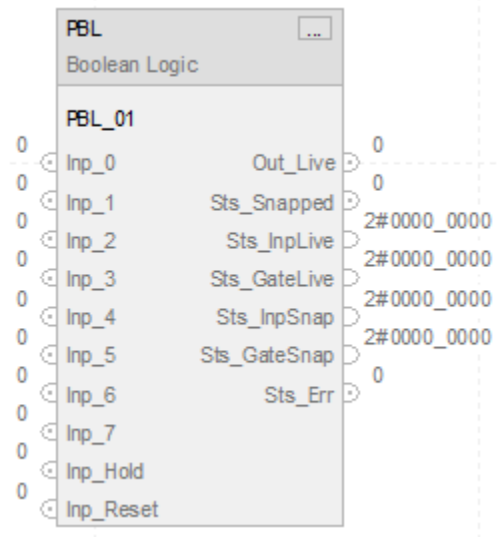 PBL ...
Boolean Logic
PBL_01
0 Inp_0 Out_Live 0
0 Inp_1 Sts_Snapped 0
0 Inp_2 Sts_InpLive 2#0000_0000
0 Inp_3 Sts_GateLive 2#0000_0000
0 Inp_4 Sts_InpSnap 2#0000_0000
0 Inp_5 Sts_GateSnap 2#0000_0000
0 Inp_6 Sts_Err 0
0 Inp_7
0 Inp_Hold
0 Inp_Reset